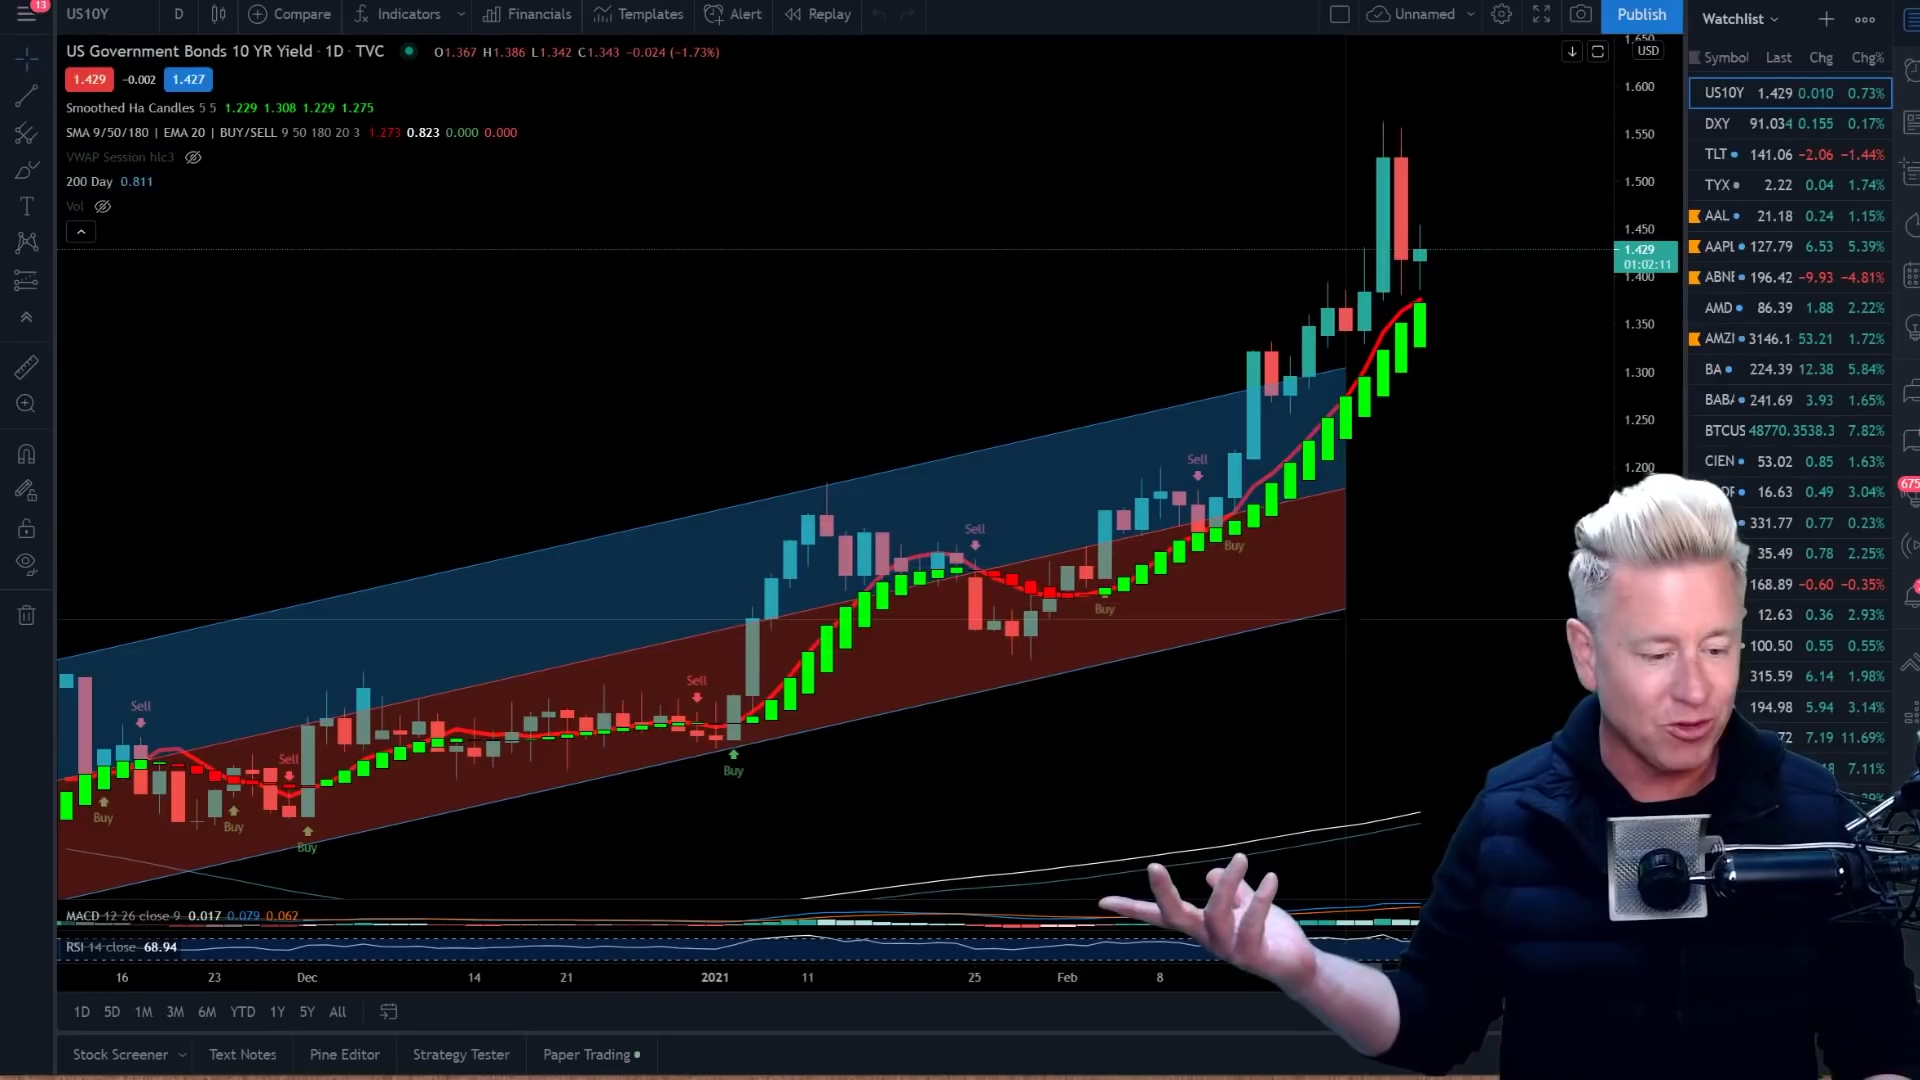 13
US10Y D Compare Indicators Financials Templates Alert Replay Unnamed Publish
US Government Bonds 10 YR Yield · 1D · TVC O1.367 H1.386 L1.342 C1.343 −0.024 (−1.73%)
1.429 -0.002 1.427
Smoothed Ha Candles 5 5 1.229 1.308 1.229 1.275
SMA 9/50/180 | EMA 20 | BUY/SELL 9 50 180 20 3 1.273 0.823 0.000 0.000
VWAP Session hlc3
200 Day 0.811
Vol
Sell
Buy
Buy
Sell
Buy
Sell
Buy
Sell
Buy
Sell
Buy
USD
1.650
1.600
1.550
1.500
1.450
1.429
01:02:11
1.400
1.350
1.300
1.250
1.200
MACD 12 26 close 9 0.017 0.079 0.062
RSI 14 close 68.94
16 23 Dec 14 21 2021 11 25 Feb 8
1D 5D 1M 3M 6M YTD 1Y 5Y All
Stock Screener Text Notes Pine Editor Strategy Tester Paper Trading
Watchlist
Symbol Last Chg Chg%
US10Y 1.429 0.010 0.73%
DXY 91.034 0.155 0.17%
TLT 141.06 −2.06 −1.44%
TYX 2.22 0.04 1.74%
AAL 21.18 0.24 1.15%
AAPL 127.79 6.53 5.39%
ABNB 196.42 −9.93 −4.81%
AMD 86.39 1.88 2.22%
AMZN 3146.1 53.21 1.72%
BA 224.39 12.38 5.84%
BABA 241.69 3.93 1.65%
BTCUS 48770. 3538.3 7.82%
CIEN 53.02 0.85 1.63%
16.63 0.49 3.04%
331.77 0.77 0.23%
35.49 0.78 2.25%
168.89 −0.60 −0.35%
12.63 0.36 2.93%
100.50 0.55 0.55%
315.59 6.14 1.98%
194.98 5.94 3.14%
72 7.19 11.69%
7.11%
675